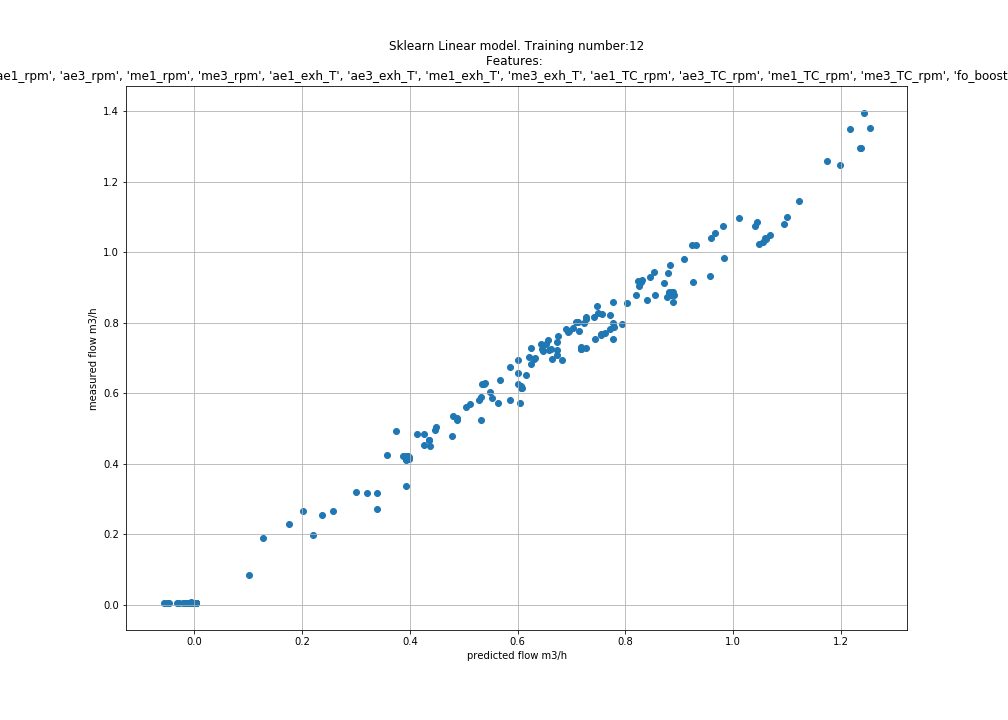 Sklearn Linear model. Training number:12
Features:
ae1_rpm', 'ae3_rpm', 'me1_rpm', 'me3_rpm', 'ae1_exh_T', 'ae3_exh_T', 'me1_exh_T', 'me3_exh_T', 'ae1_TC_rpm', 'ae3_TC_rpm', 'me1_TC_rpm', 'me3_TC_rpm', 'fo_boost
1.4
1.2
1.0
0.8
0.6
0.4
0.2
0.0
measured flow m3/h
0.0 0.2 0.4 0.6 0.8 1.0 1.2
predicted flow m3/h